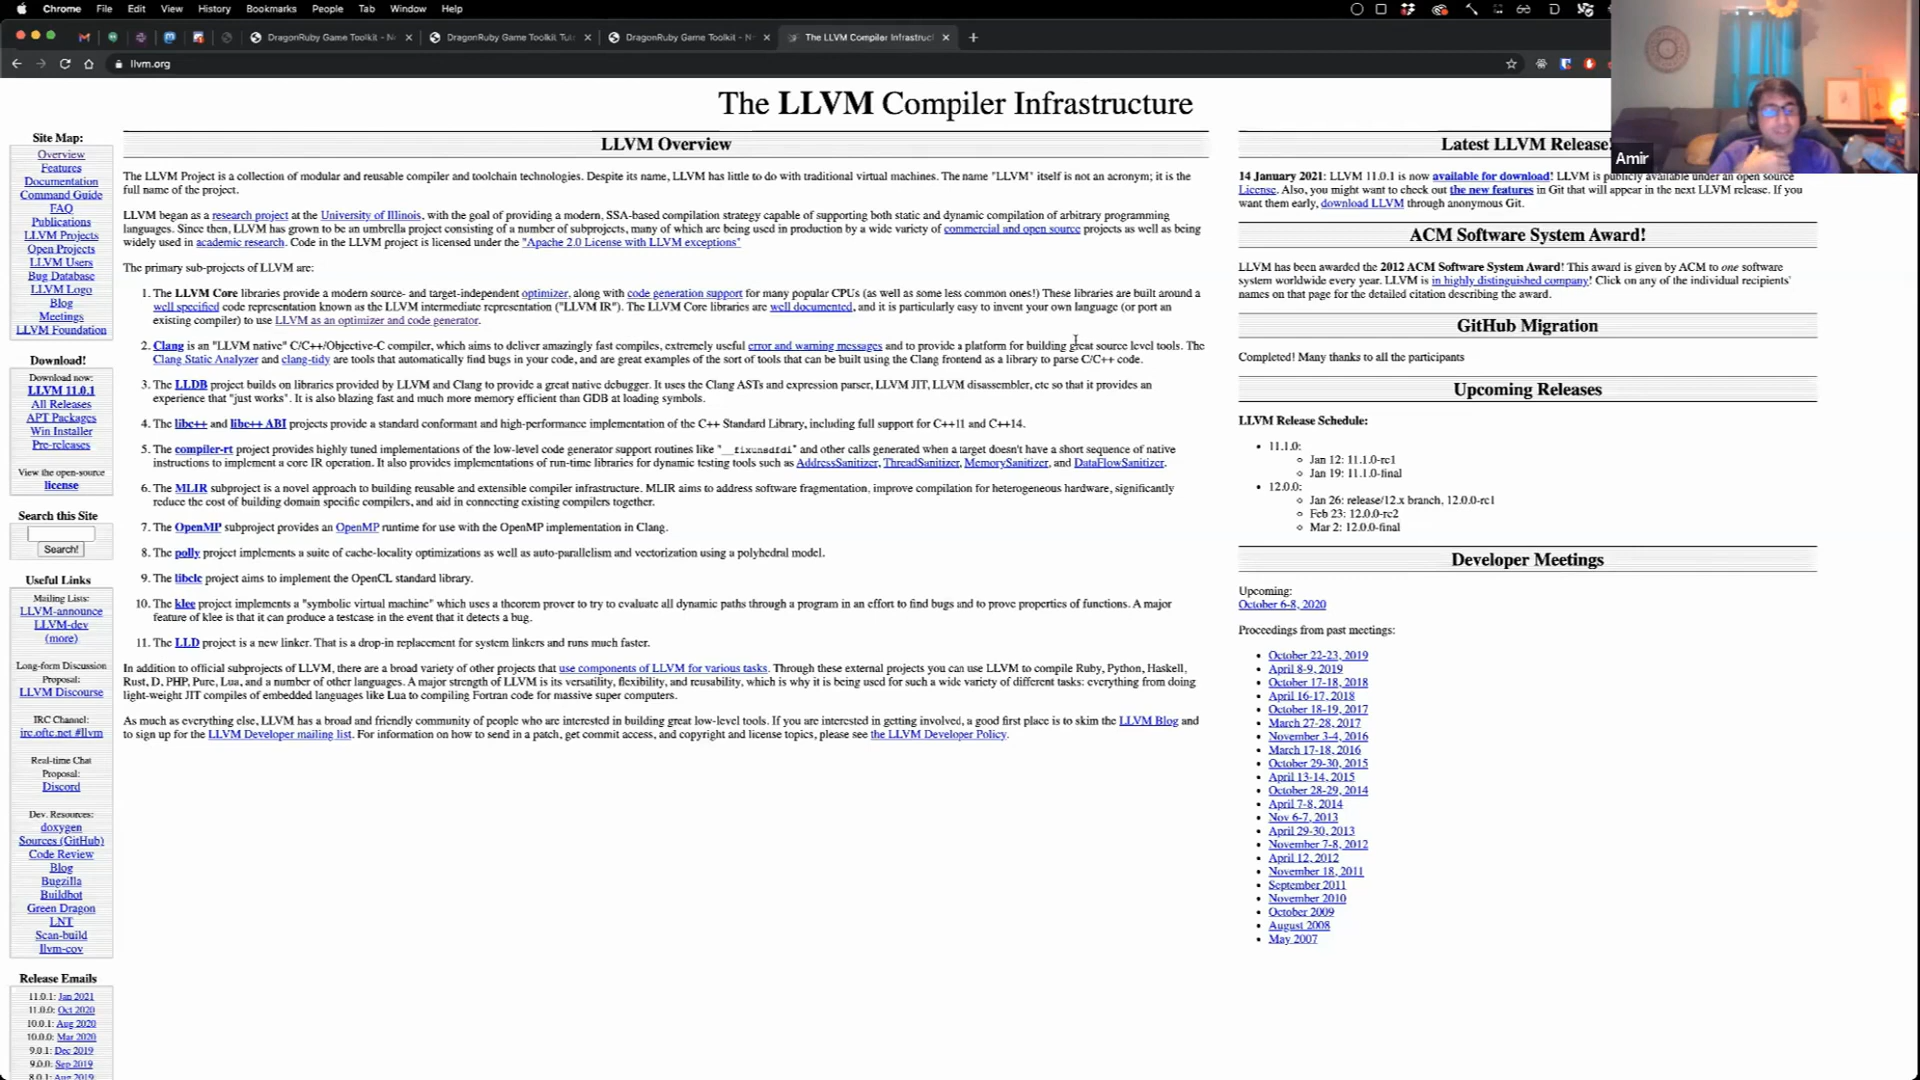 Chrome File Edit View History Bookmarks People Tab Window Help
DragonRuby Game Toolkit - N DragonRuby Game Toolkit Tut DragonRuby Game Toolkit - N The LLVM Compiler Infrastruct
llvm.org
Amir
The LLVM Compiler Infrastructure
Site Map:
Overview
Features
Documentation
Command Guide
FAQ
Publications
LLVM Projects
Open Projects
LLVM Users
Bug Database
LLVM Logo
Blog
Meetings
LLVM Foundation
Download!
Download now:
LLVM 11.0.1
All Releases
APT Packages
Win Installer
Pre-releases
View the open-source
license
Search this Site
Search!
Useful Links
Mailing Lists:
LLVM-announce
LLVM-dev
(more)
Long-form Discussion
Proposal:
LLVM Discourse
IRC Channel:
irc.oftc.net #llvm
Real-time Chat
Proposal:
Discord
Dev. Resources:
doxygen
Sources (GitHub)
Code Review
Blog
Bugzilla
Buildbot
Green Dragon
LNT
Scan-build
llvm-cov
Release Emails
11.0.1: Jan 2021
11.0.0: Oct 2020
10.0.1: Aug 2020
10.0.0: Mar 2020
9.0.1: Dec 2019
9.0.0: Sep 2019
8.0.1: Aug 2019
LLVM Overview
The LLVM Project is a collection of modular and reusable compiler and toolchain technologies. Despite its name, LLVM has little to do with traditional virtual machines. The name "LLVM" itself is not an acronym; it is the
full name of the project.
LLVM began as a research project at the University of Illinois, with the goal of providing a modern, SSA-based compilation strategy capable of supporting both static and dynamic compilation of arbitrary programming
languages. Since then, LLVM has grown to be an umbrella project consisting of a number of subprojects, many of which are being used in production by a wide variety of commercial and open source projects as well as being
widely used in academic research. Code in the LLVM project is licensed under the "Apache 2.0 License with LLVM exceptions"
The primary sub-projects of LLVM are:
1. The LLVM Core libraries provide a modern source- and target-independent optimizer, along with code generation support for many popular CPUs (as well as some less common ones!) These libraries are built around a
well specified code representation known as the LLVM intermediate representation ("LLVM IR"). The LLVM Core libraries are well documented, and it is particularly easy to invent your own language (or port an
existing compiler) to use LLVM as an optimizer and code generator.
2. Clang is an "LLVM native" C/C++/Objective-C compiler, which aims to deliver amazingly fast compiles, extremely useful error and warning messages and to provide a platform for building great source level tools. The
Clang Static Analyzer and clang-tidy are tools that automatically find bugs in your code, and are great examples of the sort of tools that can be built using the Clang frontend as a library to parse C/C++ code.
3. The LLDB project builds on libraries provided by LLVM and Clang to provide a great native debugger. It uses the Clang ASTs and expression parser, LLVM JIT, LLVM disassembler, etc so that it provides an
experience that "just works". It is also blazing fast and much more memory efficient than GDB at loading symbols.
4. The libc++ and libc++ ABI projects provide a standard conformant and high-performance implementation of the C++ Standard Library, including full support for C++11 and C++14.
5. The compiler-rt project provides highly tuned implementations of the low-level code generator support routines like "__fixunsdfdi" and other calls generated when a target doesn't have a short sequence of native
instructions to implement a core IR operation. It also provides implementations of run-time libraries for dynamic testing tools such as AddressSanitizer, ThreadSanitizer, MemorySanitizer, and DataFlowSanitizer.
6. The MLIR subproject is a novel approach to building reusable and extensible compiler infrastructure. MLIR aims to address software fragmentation, improve compilation for heterogeneous hardware, significantly
reduce the cost of building domain specific compilers, and aid in connecting existing compilers together.
7. The OpenMP subproject provides an OpenMP runtime for use with the OpenMP implementation in Clang.
8. The polly project implements a suite of cache-locality optimizations as well as auto-parallelism and vectorization using a polyhedral model.
9. The libclc project aims to implement the OpenCL standard library.
10. The klee project implements a "symbolic virtual machine" which uses a theorem prover to try to evaluate all dynamic paths through a program in an effort to find bugs and to prove properties of functions. A major
feature of klee is that it can produce a testcase in the event that it detects a bug.
11. The LLD project is a new linker. That is a drop-in replacement for system linkers and runs much faster.
In addition to official subprojects of LLVM, there are a broad variety of other projects that use components of LLVM for various tasks. Through these external projects you can use LLVM to compile Ruby, Python, Haskell,
Rust, D, PHP, Pure, Lua, and a number of other languages. A major strength of LLVM is its versatility, flexibility, and reusability, which is why it is being used for such a wide variety of different tasks: everything from doing
light-weight JIT compiles of embedded languages like Lua to compiling Fortran code for massive super computers.
As much as everything else, LLVM has a broad and friendly community of people who are interested in building great low-level tools. If you are interested in getting involved, a good first place is to skim the LLVM Blog and
to sign up for the LLVM Developer mailing list. For information on how to send in a patch, get commit access, and copyright and license topics, please see the LLVM Developer Policy.
Latest LLVM Release!
14 January 2021: LLVM 11.0.1 is now available for download! LLVM is publicly available under an open source
License. Also, you might want to check out the new features in Git that will appear in the next LLVM release. If you
want them early, download LLVM through anonymous Git.
ACM Software System Award!
LLVM has been awarded the 2012 ACM Software System Award! This award is given by ACM to one software
system worldwide every year. LLVM is in highly distinguished company! Click on any of the individual recipients'
names on that page for the detailed citation describing the award.
GitHub Migration
Completed! Many thanks to all the participants
Upcoming Releases
LLVM Release Schedule:
11.1.0:
Jan 12: 11.1.0-rc1
Jan 19: 11.1.0-final
12.0.0:
Jan 26: release/12.x branch, 12.0.0-rc1
Feb 23: 12.0.0-rc2
Mar 2: 12.0.0-final
Developer Meetings
Upcoming:
October 6-8, 2020
Proceedings from past meetings:
October 22-23, 2019
April 8-9, 2019
October 17-18, 2018
April 16-17, 2018
October 18-19, 2017
March 27-28, 2017
November 3-4, 2016
March 17-18, 2016
October 29-30, 2015
April 13-14, 2015
October 28-29, 2014
April 7-8, 2014
Nov 6-7, 2013
April 29-30, 2013
November 7-8, 2012
April 12, 2012
November 18, 2011
September 2011
November 2010
October 2009
August 2008
May 2007